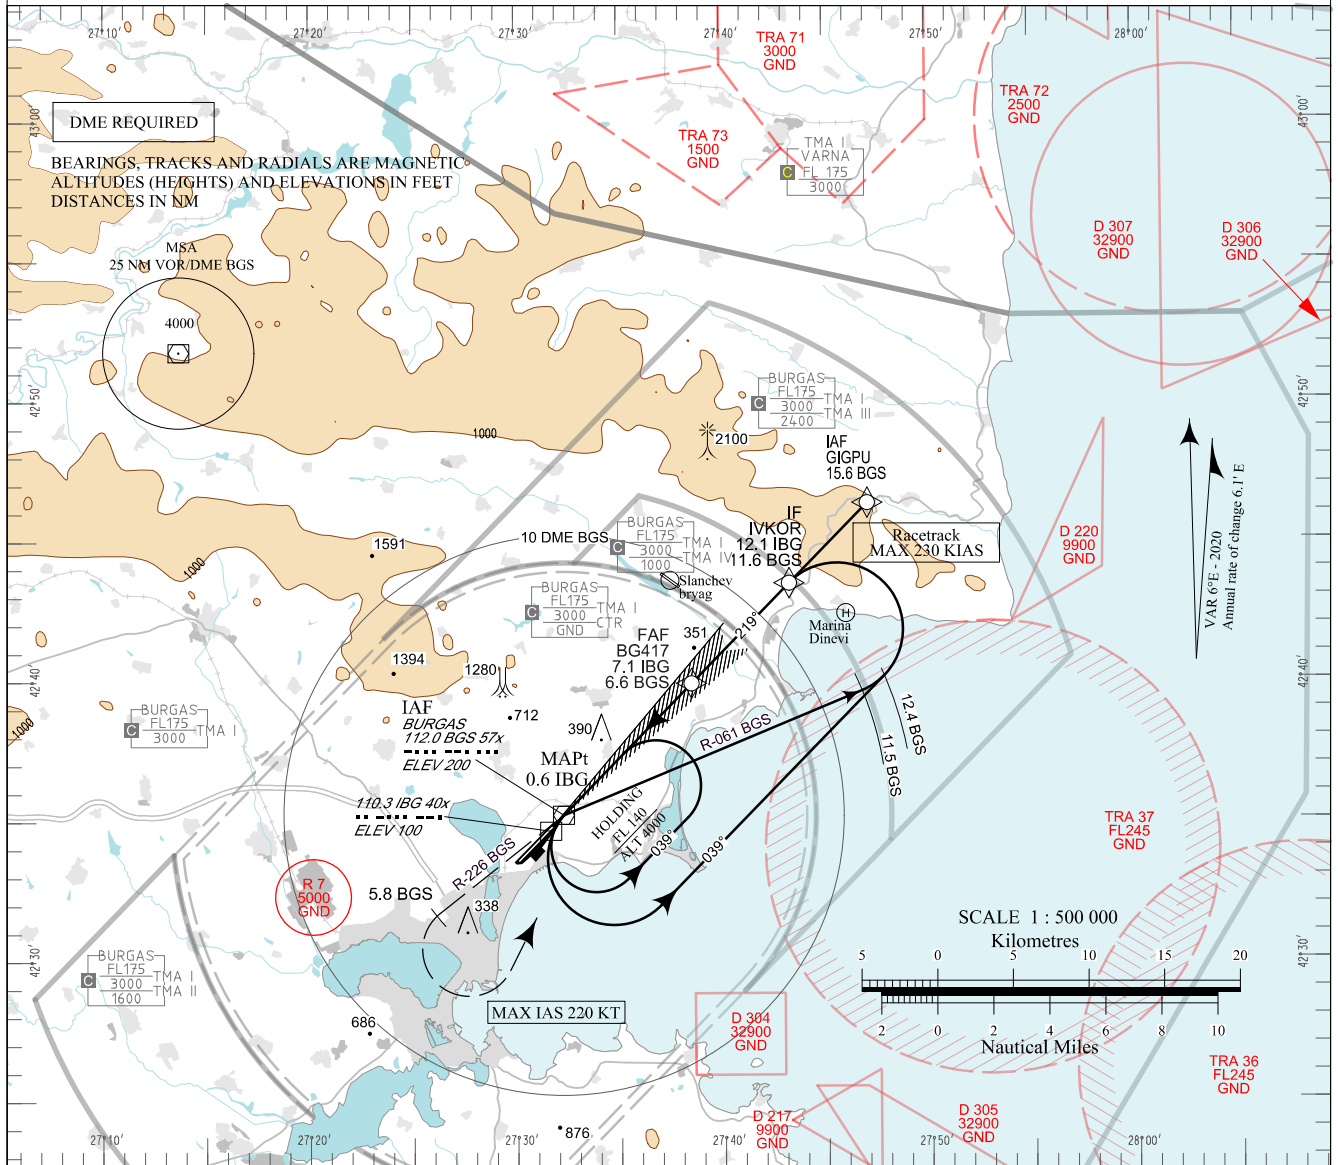 27°10'
27°20'
27°30'
27°40'
27°50'
28°00'
TRA 71
3000
GND
TRA 72
2500
GND
43°00'
43°00'
DME REQUIRED
BEARINGS, TRACKS AND RADIALS ARE MAGNETIC
ALTITUDES (HEIGHTS) AND ELEVATIONS IN FEET
DISTANCES IN NM
TRA 73
1500
GND
TMA I
VARNA
C
FL 175
3000
MSA
25 NM VOR/DME BGS
4000
D 307
32900
GND
D 306
32900
GND
42°50'
42°50'
BURGAS
FL175
C
3000
2400
TMA I
TMA III
1000
2100
IAF
GIGPU
15.6 BGS
IF
IVKOR
12.1 IBG
11.6 BGS
Racetrack
MAX 230 KIAS
D 220
9900
GND
VAR 6°E - 2020
Annual rate of change 6.1' E
1591
1000
10 DME BGS
BURGAS
FL175
C
3000
1000
TMA I
TMA IV
Slanchev
bryag
BURGAS
FL175
C
3000
GND
TMA I
CTR
H
Marina
Dinevi
219°
351
FAF
BG417
7.1 IBG
6.6 BGS
1394
1280
712
390
42°40'
42°40'
1000
BURGAS
FL175
C
3000
TMA I
IAF
BURGAS
112.0 BGS 57x
ELEV 200
MAPt
0.6 IBG
110.3 IBG 40x
ELEV 100
R-061 BGS
12.4 BGS
11.5 BGS
HOLDING
FL 140
ALT 4000
039°
039°
R-226 BGS
5.8 BGS
338
R 7
5000
GND
TRA 37
FL245
GND
SCALE 1 : 500 000
Kilometres
5 0 5 10 15 20
2 0 2 4 6 8 10
Nautical Miles
42°30'
42°30'
BURGAS
FL175
C
3000
1600
TMA I
TMA II
MAX IAS 220 KT
686
D 304
32900
GND
TRA 36
FL245
GND
876
D 217
9900
GND
D 305
32900
GND
27°10'
27°20'
27°30'
27°40'
27°50'
28°00'